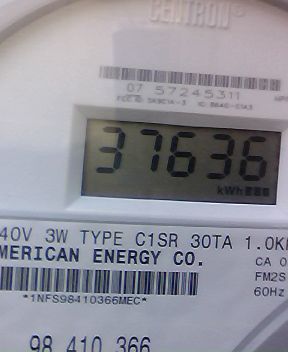 CENTRON®
07 57245311
37636
kWh
40V 3W TYPE C1SR 30TA 1.0K
MERICAN ENERGY CO.
CA 0
FM2S
*1NFS98410366MEC*
60Hz
98 410 366